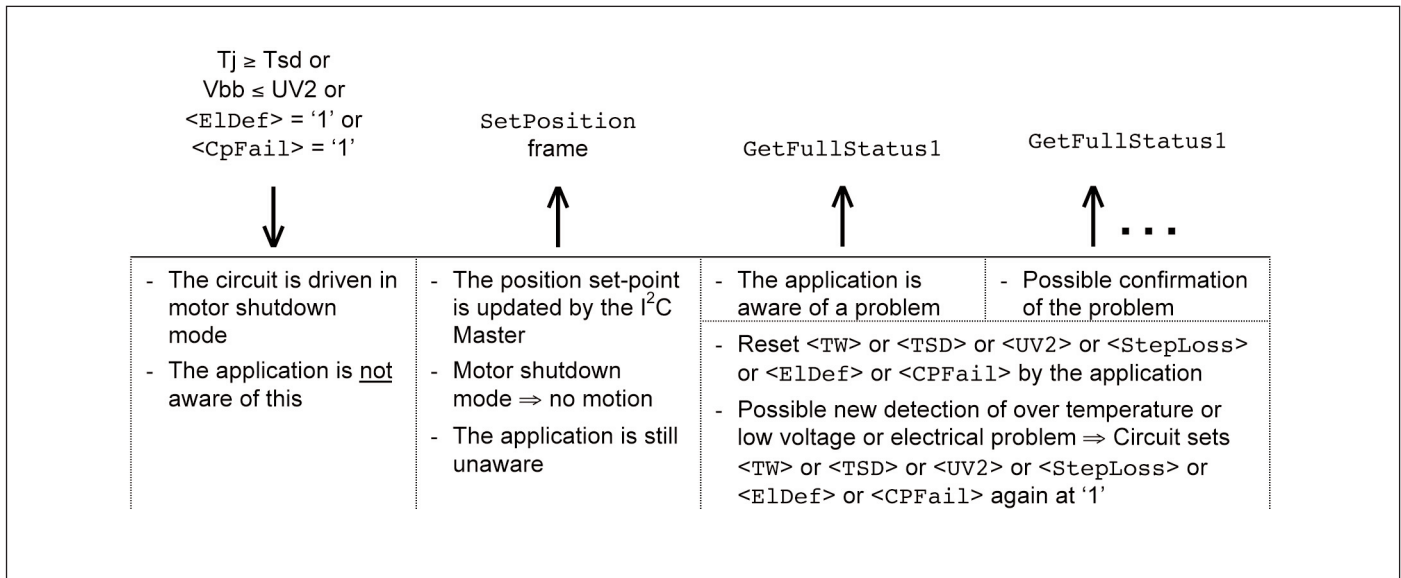 Tj ≥ Tsd or
Vbb ≤ UV2 or
<ElDef> = ‘1’ or
<CpFail> = ‘1’
SetPosition
frame
GetFullStatus1
GetFullStatus1
...
- The circuit is driven in
motor shutdown
mode
- The application is not
aware of this
- The position set-point
is updated by the I²C
Master
- Motor shutdown
mode ⇒ no motion
- The application is still
unaware
- The application is
aware of a problem
- Possible confirmation
of the problem
- Reset <TW> or <TSD> or <UV2> or <StepLoss>
or <ElDef> or <CPFail> by the application
- Possible new detection of over temperature or
low voltage or electrical problem ⇒ Circuit sets
<TW> or <TSD> or <UV2> or <StepLoss> or
<ElDef> or <CPFail> again at ‘1’